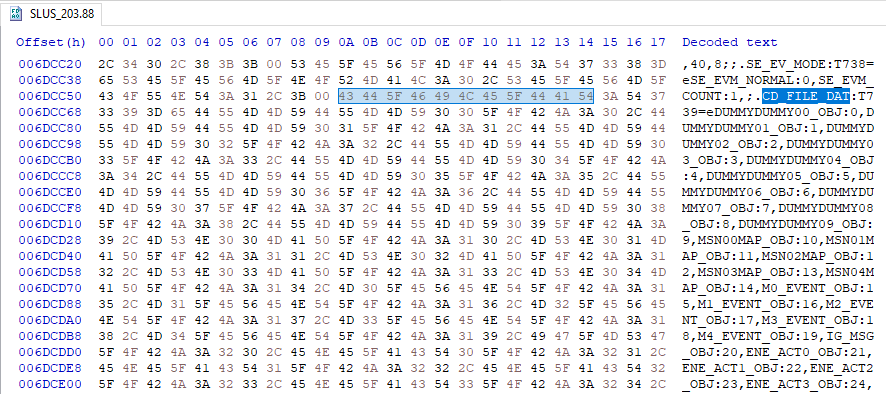 SLUS_203.88
Offset(h) 00 01 02 03 04 05 06 07 08 09 0A 0B 0C 0D 0E 0F 10 11 12 13 14 15 16 17 Decoded text
006DCC20 2C 34 30 2C 38 3B 3B 00 53 45 5F 45 56 5F 4D 4F 44 45 3A 54 37 33 38 3D ,40,8;;.SE_EV_MODE:T738=
006DCC38 65 53 45 5F 45 56 4D 5F 4E 4F 52 4D 41 4C 3A 30 2C 53 45 5F 45 56 4D 5F eSE_EVM_NORMAL:0,SE_EVM_
006DCC50 43 4F 55 4E 54 3A 31 2C 3B 00 43 44 5F 46 49 4C 45 5F 44 41 54 3A 54 37 COUNT:1,;.CD_FILE_DAT:T7
006DCC68 33 39 3D 65 44 55 4D 4D 59 44 55 4D 4D 59 30 30 5F 4F 42 4A 3A 30 2C 44 39=eDUMMYDUMMY00_OBJ:0,D
006DCC80 55 4D 4D 59 44 55 4D 4D 59 30 31 5F 4F 42 4A 3A 31 2C 44 55 4D 4D 59 44 UMMYDUMMY01_OBJ:1,DUMMYD
006DCC98 55 4D 4D 59 30 32 5F 4F 42 4A 3A 32 2C 44 55 4D 4D 59 44 55 4D 4D 59 30 UMMY02_OBJ:2,DUMMYDUMMY0
006DCCB0 33 5F 4F 42 4A 3A 33 2C 44 55 4D 4D 59 44 55 4D 4D 59 30 34 5F 4F 42 4A 3_OBJ:3,DUMMYDUMMY04_OBJ
006DCCC8 3A 34 2C 44 55 4D 4D 59 44 55 4D 4D 59 30 35 5F 4F 42 4A 3A 35 2C 44 55 :4,DUMMYDUMMY05_OBJ:5,DU
006DCCE0 4D 4D 59 44 55 4D 4D 59 30 36 5F 4F 42 4A 3A 36 2C 44 55 4D 4D 59 44 55 MMYDUMMY06_OBJ:6,DUMMYDU
006DCCF8 4D 4D 59 30 37 5F 4F 42 4A 3A 37 2C 44 55 4D 4D 59 44 55 4D 4D 59 30 38 MMY07_OBJ:7,DUMMYDUMMY08
006DCD10 5F 4F 42 4A 3A 38 2C 44 55 4D 4D 59 44 55 4D 4D 59 30 39 5F 4F 42 4A 3A _OBJ:8,DUMMYDUMMY09_OBJ:
006DCD28 39 2C 4D 53 4E 30 30 4D 41 50 5F 4F 42 4A 3A 31 30 2C 4D 53 4E 30 31 4D 9,MSN00MAP_OBJ:10,MSN01M
006DCD40 41 50 5F 4F 42 4A 3A 31 31 2C 4D 53 4E 30 32 4D 41 50 5F 4F 42 4A 3A 31 AP_OBJ:11,MSN02MAP_OBJ:1
006DCD58 32 2C 4D 53 4E 30 33 4D 41 50 5F 4F 42 4A 3A 31 33 2C 4D 53 4E 30 34 4D 2,MSN03MAP_OBJ:13,MSN04M
006DCD70 41 50 5F 4F 42 4A 3A 31 34 2C 4D 30 5F 45 56 45 4E 54 5F 4F 42 4A 3A 31 AP_OBJ:14,M0_EVENT_OBJ:1
006DCD88 35 2C 4D 31 5F 45 56 45 4E 54 5F 4F 42 4A 3A 31 36 2C 4D 32 5F 45 56 45 5,M1_EVENT_OBJ:16,M2_EVE
006DCDA0 4E 54 5F 4F 42 4A 3A 31 37 2C 4D 33 5F 45 56 45 4E 54 5F 4F 42 4A 3A 31 NT_OBJ:17,M3_EVENT_OBJ:1
006DCDB8 38 2C 4D 34 5F 45 56 45 4E 54 5F 4F 42 4A 3A 31 39 2C 49 47 5F 4D 53 47 8,M4_EVENT_OBJ:19,IG_MSG
006DCDD0 5F 4F 42 4A 3A 32 30 2C 45 4E 45 5F 41 43 54 30 5F 4F 42 4A 3A 32 31 2C _OBJ:20,ENE_ACT0_OBJ:21,
006DCDE8 45 4E 45 5F 41 43 54 31 5F 4F 42 4A 3A 32 32 2C 45 4E 45 5F 41 43 54 32 ENE_ACT1_OBJ:22,ENE_ACT2
006DCE00 5F 4F 42 4A 3A 32 33 2C 45 4E 45 5F 41 43 54 33 5F 4F 42 4A 3A 32 34 2C _OBJ:23,ENE_ACT3_OBJ:24,